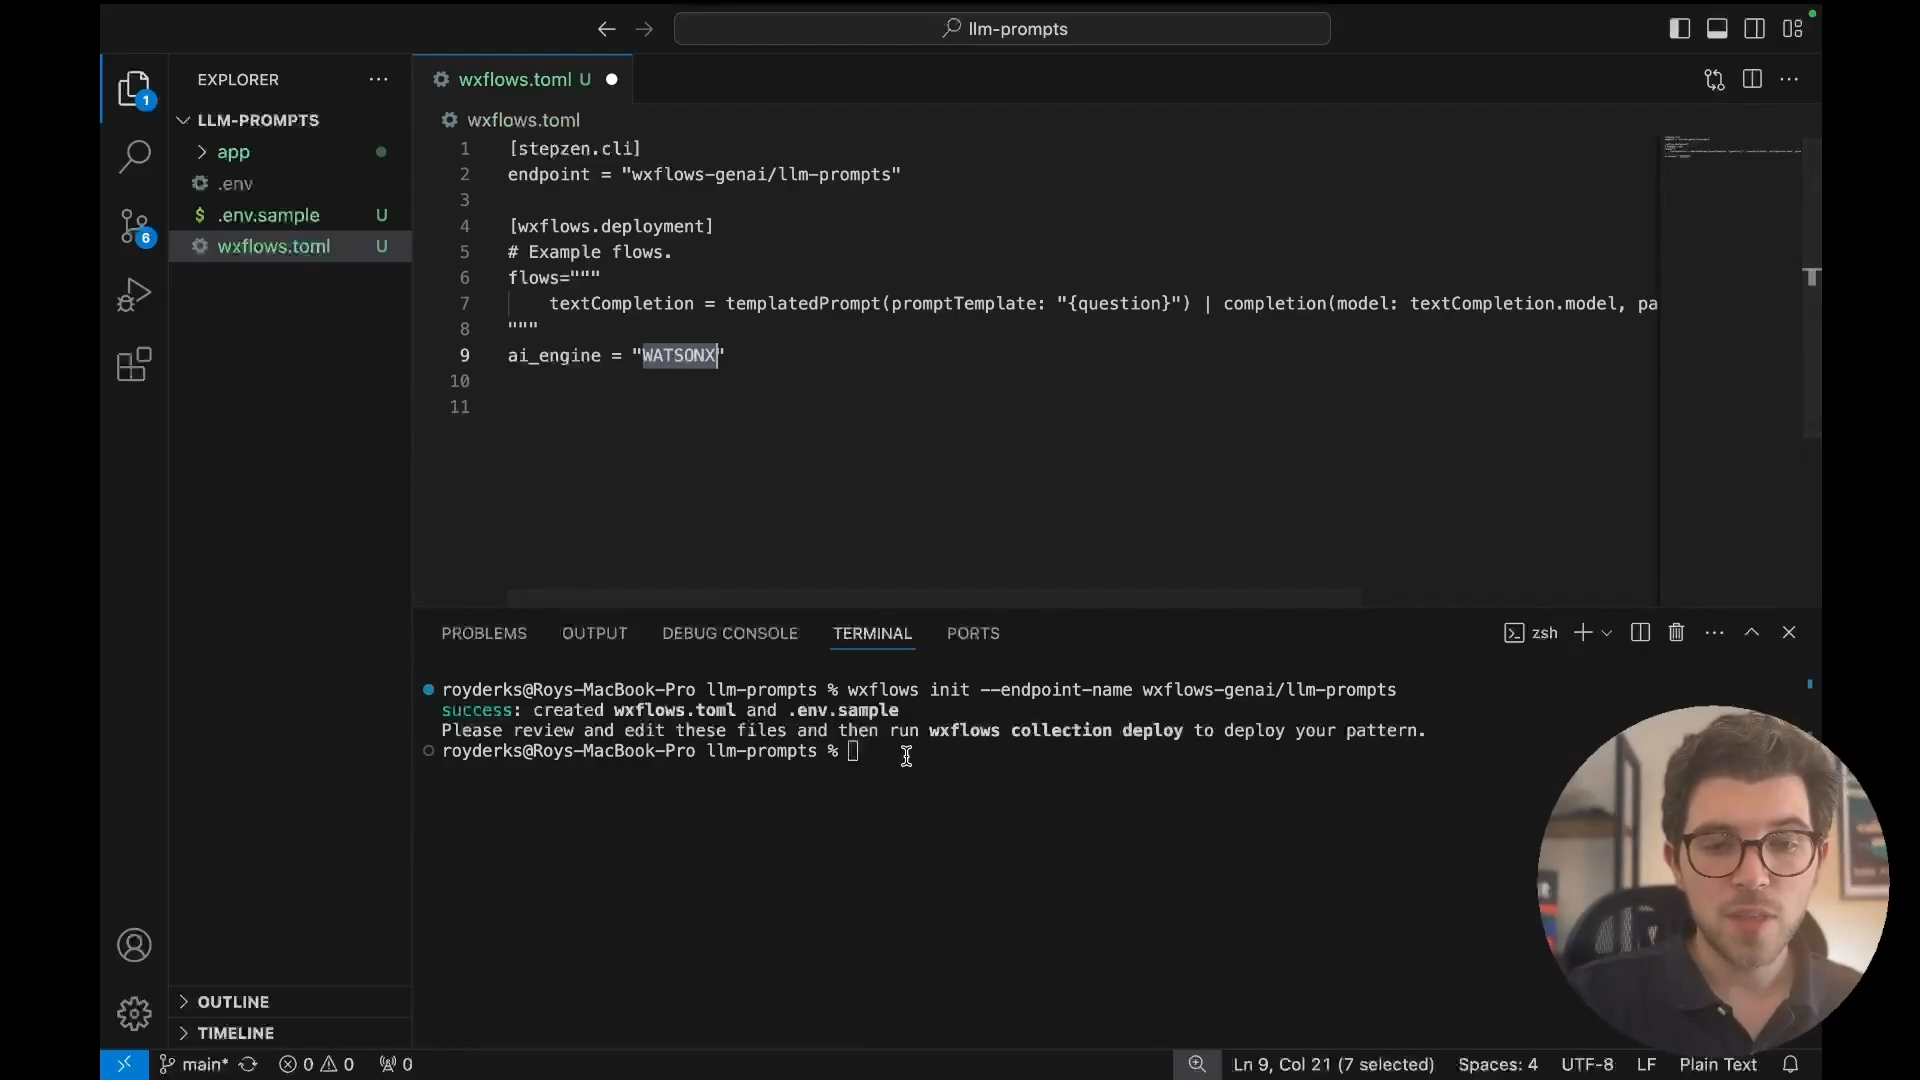 llm-prompts
EXPLORER
wxflows.toml U
1
LLM-PROMPTS
wxflows.toml
app
.env
$ .env.sample U
wxflows.toml U
6
1 [stepzen.cli]
2 endpoint = "wxflows-genai/llm-prompts"
3
4 [wxflows.deployment]
5 # Example flows.
6 flows="""
7 textCompletion = templatedPrompt(promptTemplate: "{question}") | completion(model: textCompletion.model, pa
8 """
9 ai_engine = "WATSONX"
10
11
PROBLEMS OUTPUT DEBUG CONSOLE TERMINAL PORTS
zsh
royderks@Roys-MacBook-Pro llm-prompts % wxflows init --endpoint-name wxflows-genai/llm-prompts
success: created wxflows.toml and .env.sample
Please review and edit these files and then run wxflows collection deploy to deploy your pattern.
royderks@Roys-MacBook-Pro llm-prompts %
OUTLINE
TIMELINE
main* 0 0 0 Ln 9, Col 21 (7 selected) Spaces: 4 UTF-8 LF Plain Text